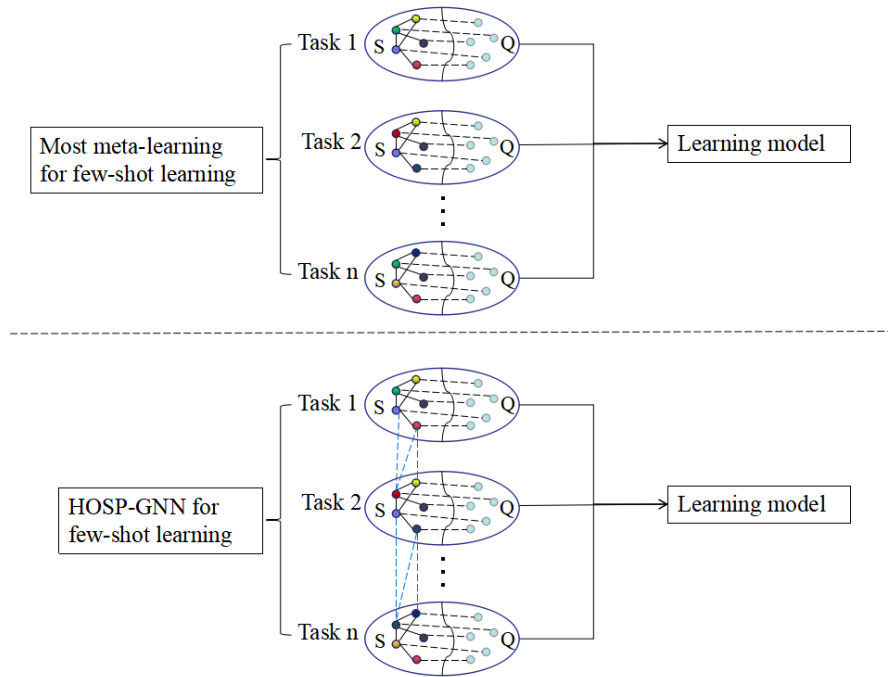 Task 1
S
Q
Most meta-learning
for few-shot learning
Task 2
S
Q
Learning model
Task n
S
Q
Task 1
S
Q
HOSP-GNN for
few-shot learning
Task 2
S
Q
Learning model
Task n
S
Q